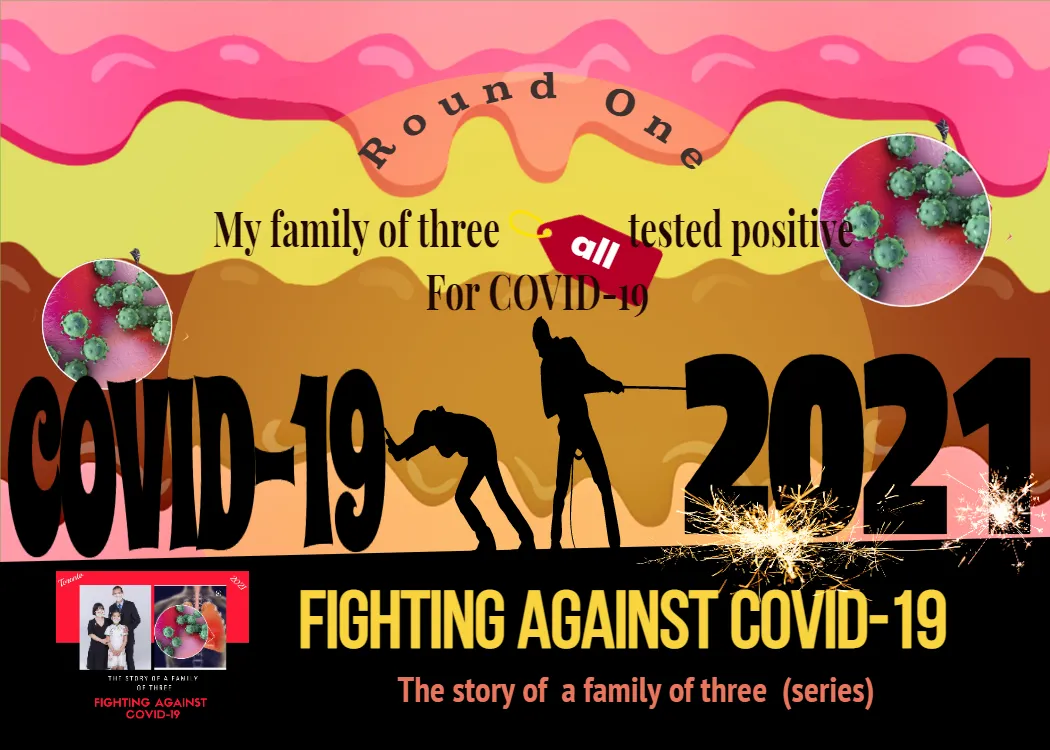 Round One
My family of three all tested positive
For COVID-19
COVID-19 2021
FIGHTING AGAINST COVID-19
The story of a family of three (series)
2021
THE STORY OF A FAMILY
OF THREE
FIGHTING AGAINST
COVID-19